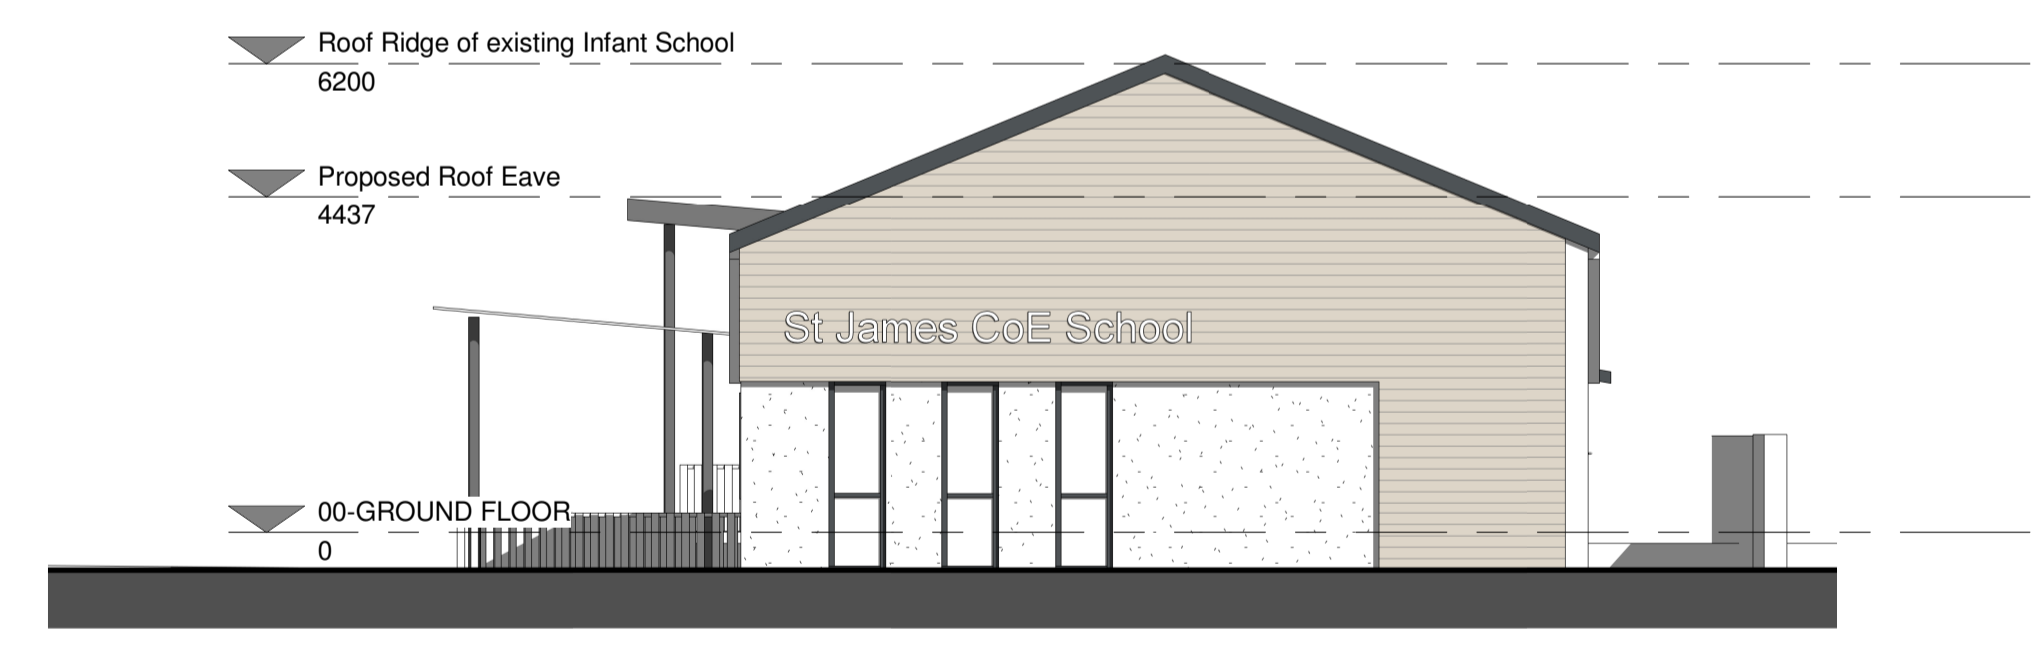 Roof Ridge of existing Infant School
6200
Proposed Roof Eave
4437
St James CoE School
00-GROUND FLOOR
0